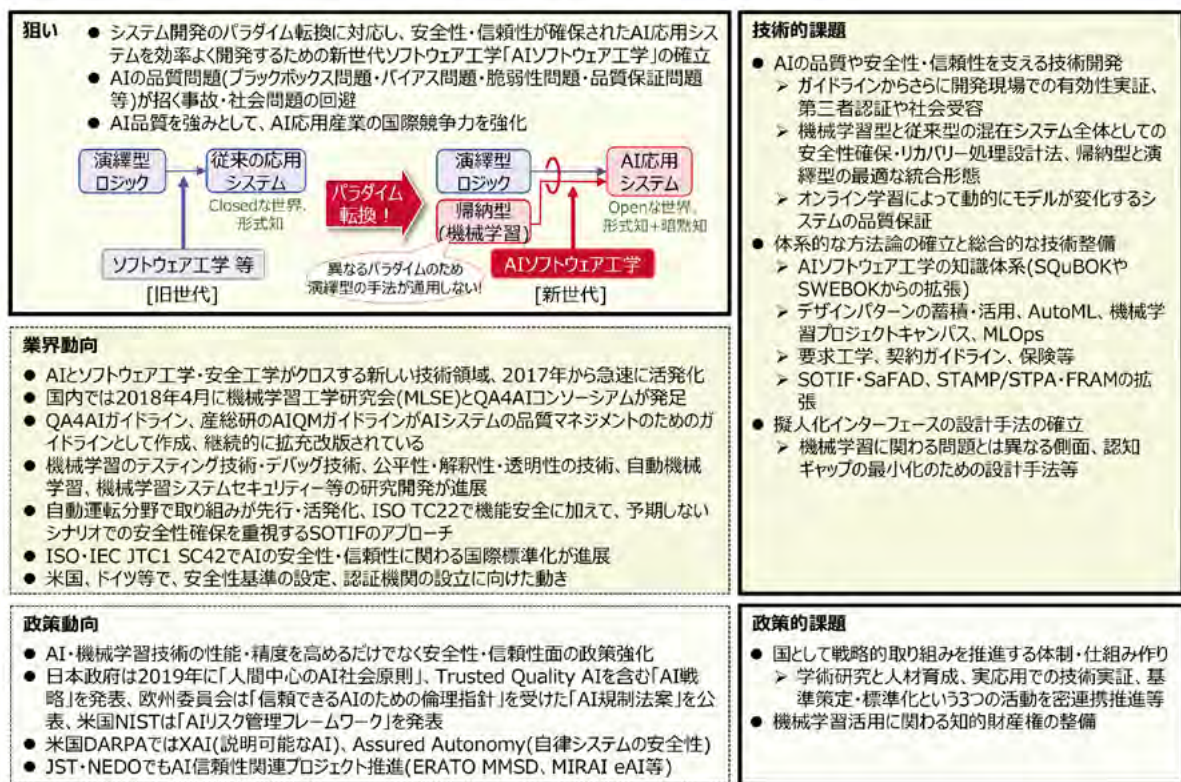 狙い
● システム開発のパラダイム転換に対応し、安全性・信頼性が確保されたAI応用シス
テムを効率よく開発するための新世代ソフトウェア工学「AIソフトウェア工学」の確立
● AIの品質問題(ブラックボックス問題・バイアス問題・脆弱性問題・品質保証問題
等)が招く事故・社会問題の回避
● AI品質を強みとして、AI応用産業の国際競争力を強化
演繹型
ロジック
従来の応用
システム
Closedな世界、
形式知
ソフトウェア工学 等
[旧世代]
パラダイム
転換！
演繹型
ロジック
帰納型
(機械学習)
AI応用
システム
Openな世界、
形式知+暗黙知
AIソフトウェア工学
異なるパラダイムのため
演繹型の手法が通用しない!
[新世代]
業界動向
● AIとソフトウェア工学・安全工学がクロスする新しい技術領域、2017年から急速に活発化
● 国内では2018年4月に機械学習工学研究会(MLSE)とQA4AIコンソーシアムが発足
● QA4AIガイドライン、産総研のAIQMガイドラインがAIシステムの品質マネジメントのためのガ
イドラインとして作成、継続的に拡充改版されている
● 機械学習のテスティング技術・デバッグ技術、公平性・解釈性・透明性の技術、自動機械
学習、機械学習システムセキュリティー等の研究開発が進展
● 自動運転分野で取り組みが先行・活発化、ISO TC22で機能安全に加えて、予期しない
シナリオでの安全性確保を重視するSOTIFのアプローチ
● ISO・IEC JTC1 SC42でAIの安全性・信頼性に関わる国際標準化が進展
● 米国、ドイツ等で、安全性基準の設定、認証機関の設立に向けた動き
政策動向
● AI・機械学習技術の性能・精度を高めるだけでなく安全性・信頼性面の政策強化
● 日本政府は2019年に「人間中心のAI社会原則」、Trusted Quality AIを含む「AI戦
略」を発表、欧州委員会は「信頼できるAIのための倫理指針」を受けた「AI規制法案」を公
表、米国NISTは「AIリスク管理フレームワーク」を発表
● 米国DARPAではXAI(説明可能なAI)、Assured Autonomy(自律システムの安全性)
● JST・NEDOでもAI信頼性関連プロジェクト推進(ERATO MMSD、MIRAI eAI等)
技術的課題
● AIの品質や安全性・信頼性を支える技術開発
➢ ガイドラインからさらに開発現場での有効性実証、
第三者認証や社会受容
➢ 機械学習型と従来型の混在システム全体としての
安全性確保・リカバリー処理設計法、帰納型と演
繹型の最適な統合形態
➢ オンライン学習によって動的にモデルが変化するシ
ステムの品質保証
● 体系的な方法論の確立と総合的な技術整備
➢ AIソフトウェア工学の知識体系(SQuBOKや
SWEBOKからの拡張)
➢ デザインパターンの蓄積・活用、AutoML、機械学
習プロジェクトキャンパス、MLOps
➢ 要求工学、契約ガイドライン、保険等
➢ SOTIF・SaFAD、STAMP/STPA・FRAMの拡
張
● 擬人化インターフェースの設計手法の確立
➢ 機械学習に関わる問題とは異なる側面、認知
ギャップの最小化のための設計手法等
政策的課題
● 国として戦略的取り組みを推進する体制・仕組み作り
➢ 学術研究と人材育成、実応用での技術実証、基
準策定・標準化という3つの活動を密連携推進等
● 機械学習活用に関わる知的財産権の整備